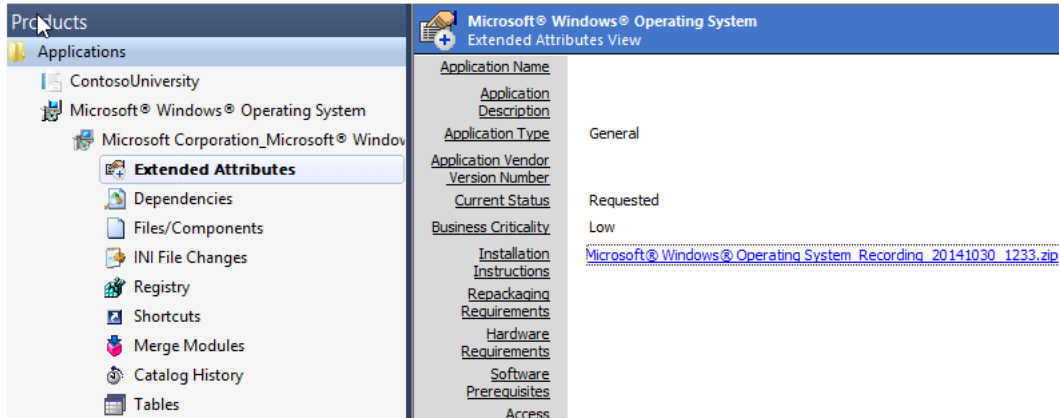 Products
Applications
ContosoUniversity
Microsoft® Windows® Operating System
Microsoft Corporation_Microsoft® Window
Extended Attributes
Dependencies
Files/Components
INI File Changes
Registry
Shortcuts
Merge Modules
Catalog History
Tables
Microsoft® Windows® Operating System
Extended Attributes View
Application Name
Application
Description
Application Type General
Application Vendor
Version Number
Current Status Requested
Business Criticality Low
Installation Microsoft® Windows® Operating System_Recording_20141030_1233.zip
Instructions
Repackaging
Requirements
Hardware
Requirements
Software
Prerequisites
Access